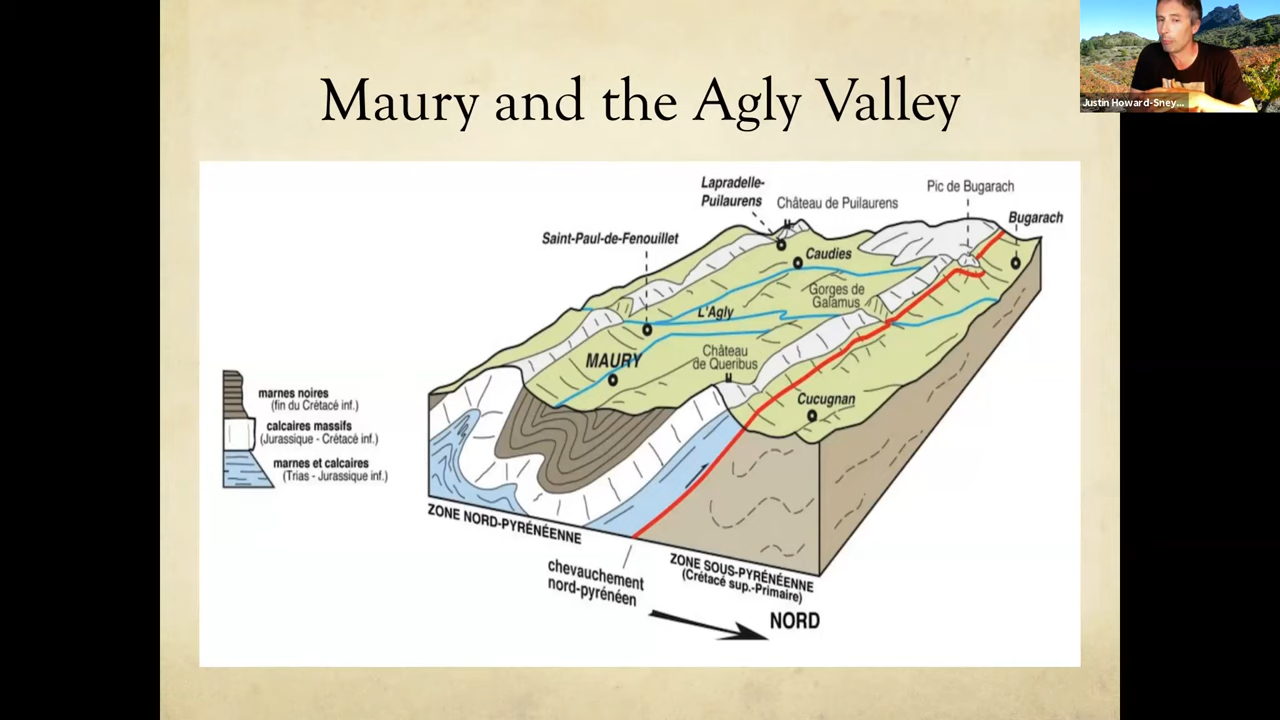 Maury and the Agly Valley
Justin Howard-Sney...
Lapradelle-
Puilaurens
Château de Puilaurens
Pic de Bugarach
Bugarach
Saint-Paul-de-Fenouillet
Caudies
Gorges de
Galamus
L'Agly
MAURY
Château
de Queribus
Cucugnan
marnes noires
(fin du Crétacé inf.)
calcaires massifs
(Jurassique - Crétacé inf.)
marnes et calcaires
(Trias - Jurassique inf.)
ZONE NORD-PYRÉNÉENNE
chevauchement
nord-pyrénéen
ZONE SOUS-PYRÉNÉENNE
(Crétacé sup.-Primaire)
NORD